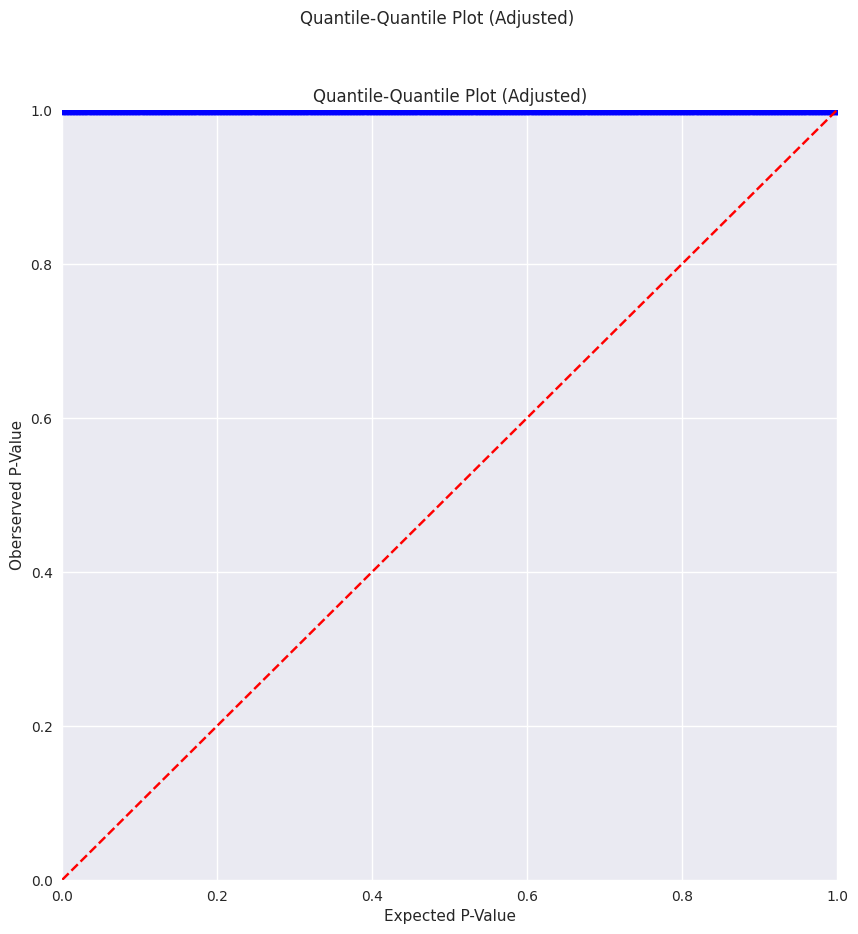 Quantile-Quantile Plot (Adjusted)
Quantile-Quantile Plot (Adjusted)
1.0
0.8
0.6
0.4
0.2
0.0
Oberserved P-Value
0.0 0.2 0.4 0.6 0.8 1.0
Expected P-Value